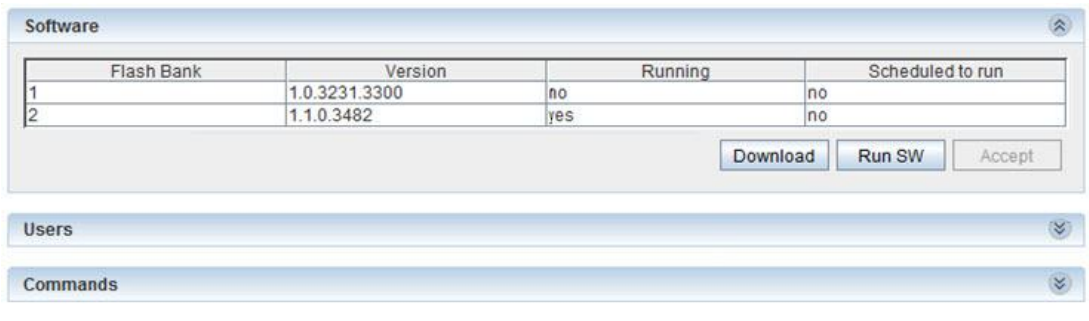 Software
Flash Bank Version Running Scheduled to run
1 1.0.3231.3300 no no
2 1.1.0.3482 yes no
Download Run SW Accept
Users
Commands